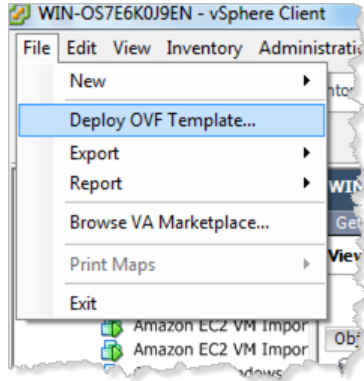 WIN-OS7E6K0J9EN - vSphere Client
File Edit View Inventory
New
Deploy OVF Template...
Export
Report
WIN
Browse VA Marketplace...
Get
View
Print Maps
Exit
Amazon EC2 VM Impor
Obj
Amazon EC2 VM Impor